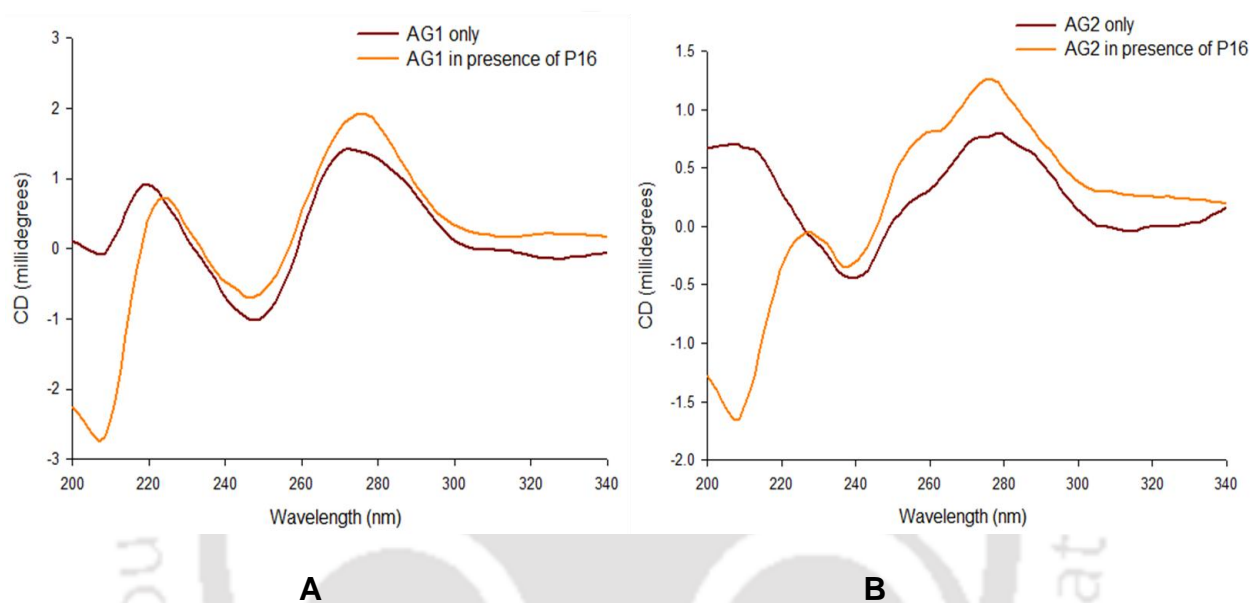 AG1 only
AG1 in presence of P16
3
2
1
0
-1
-2
-3
CD (millidegrees)
200 220 240 260 280 300 320 340
Wavelength (nm)
AG2 only
AG2 in presence of P16
1.5
1.0
0.5
0.0
-0.5
-1.0
-1.5
-2.0
CD (millidegrees)
200 220 240 260 280 300 320 340
Wavelength (nm)
A
B
ou
at